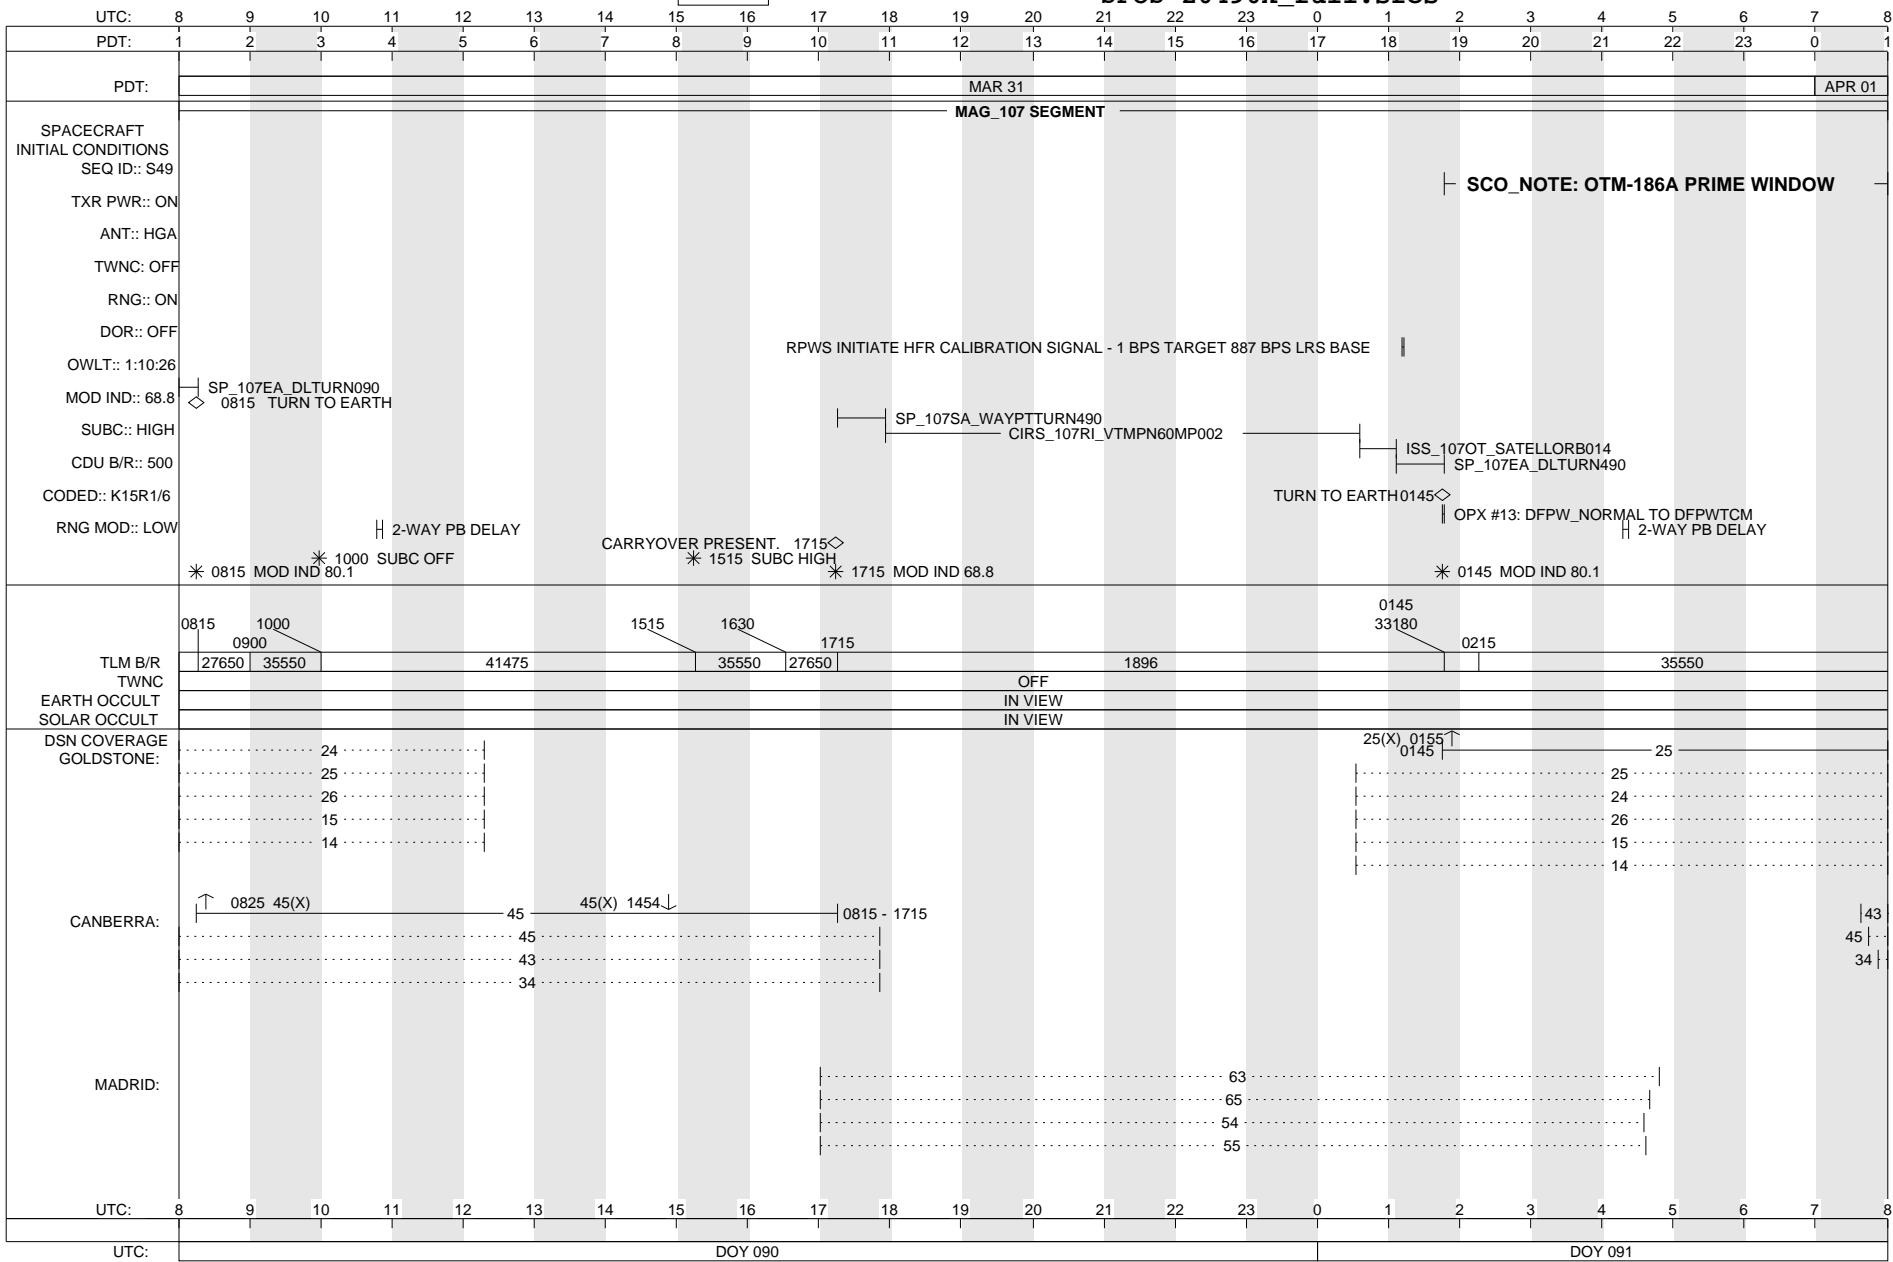 UTC: 8 9 10 11 12 13 14 15 16 17 18 19 20 21 22 23 0 1 2 3 4 5 6 7 8
PDT: 1 2 3 4 5 6 7 8 9 10 11 12 13 14 15 16 17 18 19 20 21 22 23 0 1
PDT: MAR 31 APR 01
MAG_107 SEGMENT
SPACECRAFT
INITIAL CONDITIONS
SEQ ID:: S49
SCO_NOTE: OTM-186A PRIME WINDOW
TXR PWR:: ON
ANT:: HGA
TWNC: OFF
RNG:: ON
DOR:: OFF
RPWS INITIATE HFR CALIBRATION SIGNAL - 1 BPS TARGET 887 BPS LRS BASE
OWLT:: 1:10:26
SP_107EA_DLTURN090
MOD IND:: 68.8
0815 TURN TO EARTH
SP_107SA_WAYPTTURN490
SUBC:: HIGH
CIRS_107RI_VTMPN60MP002
ISS_107OT_SATELLORB014
CDU B/R:: 500
SP_107EA_DLTURN490
CODED:: K15R1/6
TURN TO EARTH 0145
OPX #13: DFPW_NORMAL TO DFPWTCM
RNG MOD:: LOW
2-WAY PB DELAY 2-WAY PB DELAY
CARRYOVER PRESENT. 1715
1000 SUBC OFF 1515 SUBC HIGH
0815 MOD IND 80.1 1715 MOD IND 68.8 0145 MOD IND 80.1
0145
0815 1000 1515 1630 33180
0900 1715 0215
TLM B/R 27650 35550 41475 35550 27650 1896 35550
TWNC OFF
EARTH OCCULT IN VIEW
SOLAR OCCULT IN VIEW
DSN COVERAGE 25(X) 0155
GOLDSTONE: 24 0145 25
25 25
26 24
15 26
14 15
14
0825 45(X) 45(X) 1454
CANBERRA: 45 0815 - 1715 43
45 45
43 34
34
MADRID: 63
65
54
55
UTC: 8 9 10 11 12 13 14 15 16 17 18 19 20 21 22 23 0 1 2 3 4 5 6 7 8
UTC: DOY 090 DOY 091